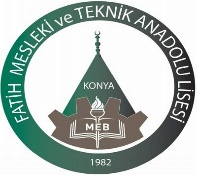 FATİH MESLEKİ ve TEKNİK ANADOLU LİSESİ
KONYA
MEB
1982